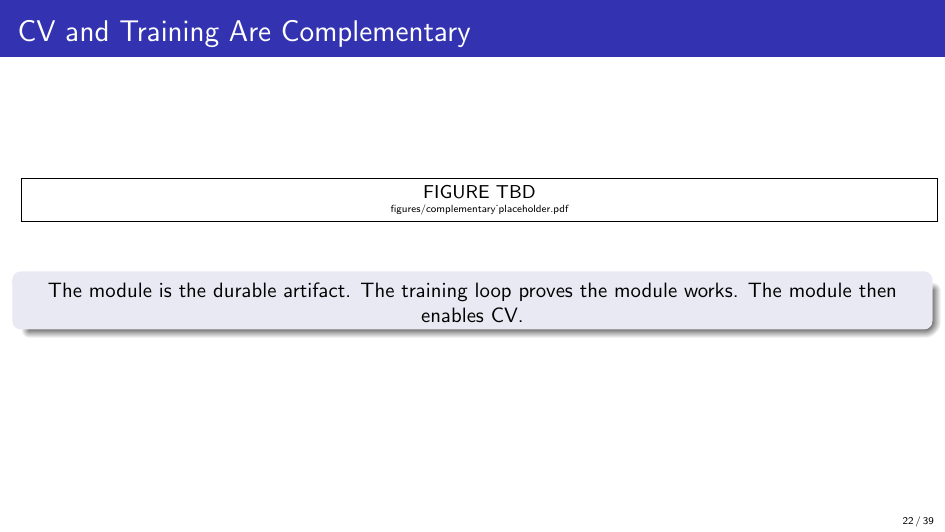 CV and Training Are Complementary
FIGURE TBD
figures/complementary˙placeholder.pdf
The module is the durable artifact. The training loop proves the module works. The module then
enables CV.
22 / 39